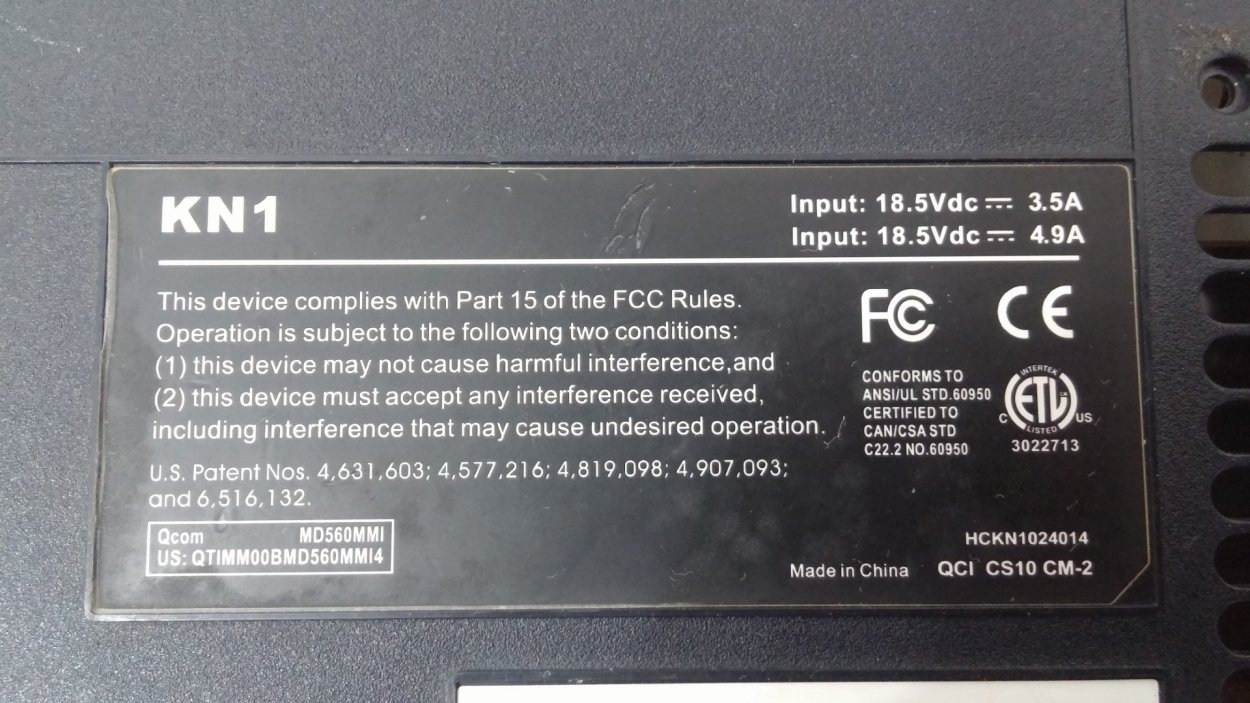 KN1
Input: 18.5Vdc ⎓ 3.5A
Input: 18.5Vdc ⎓ 4.9A
This device complies with Part 15 of the FCC Rules.
Operation is subject to the following two conditions:
(1) this device may not cause harmful interference,and
(2) this device must accept any interference received,
including interference that may cause undesired operation.
U.S. Patent Nos. 4,631,603; 4,577,216; 4,819,098; 4,907,093;
and 6,516,132.
Qcom MD560MMI
US: QTIMM00BMD560MMI4
FC CE
CONFORMS TO
ANSI/UL STD.60950
CERTIFIED TO
CAN/CSA STD
C22.2 NO.60950
INTERTEK
C ETL US
LISTED
3022713
HCKN1024014
Made in China QCI CS10 CM-2